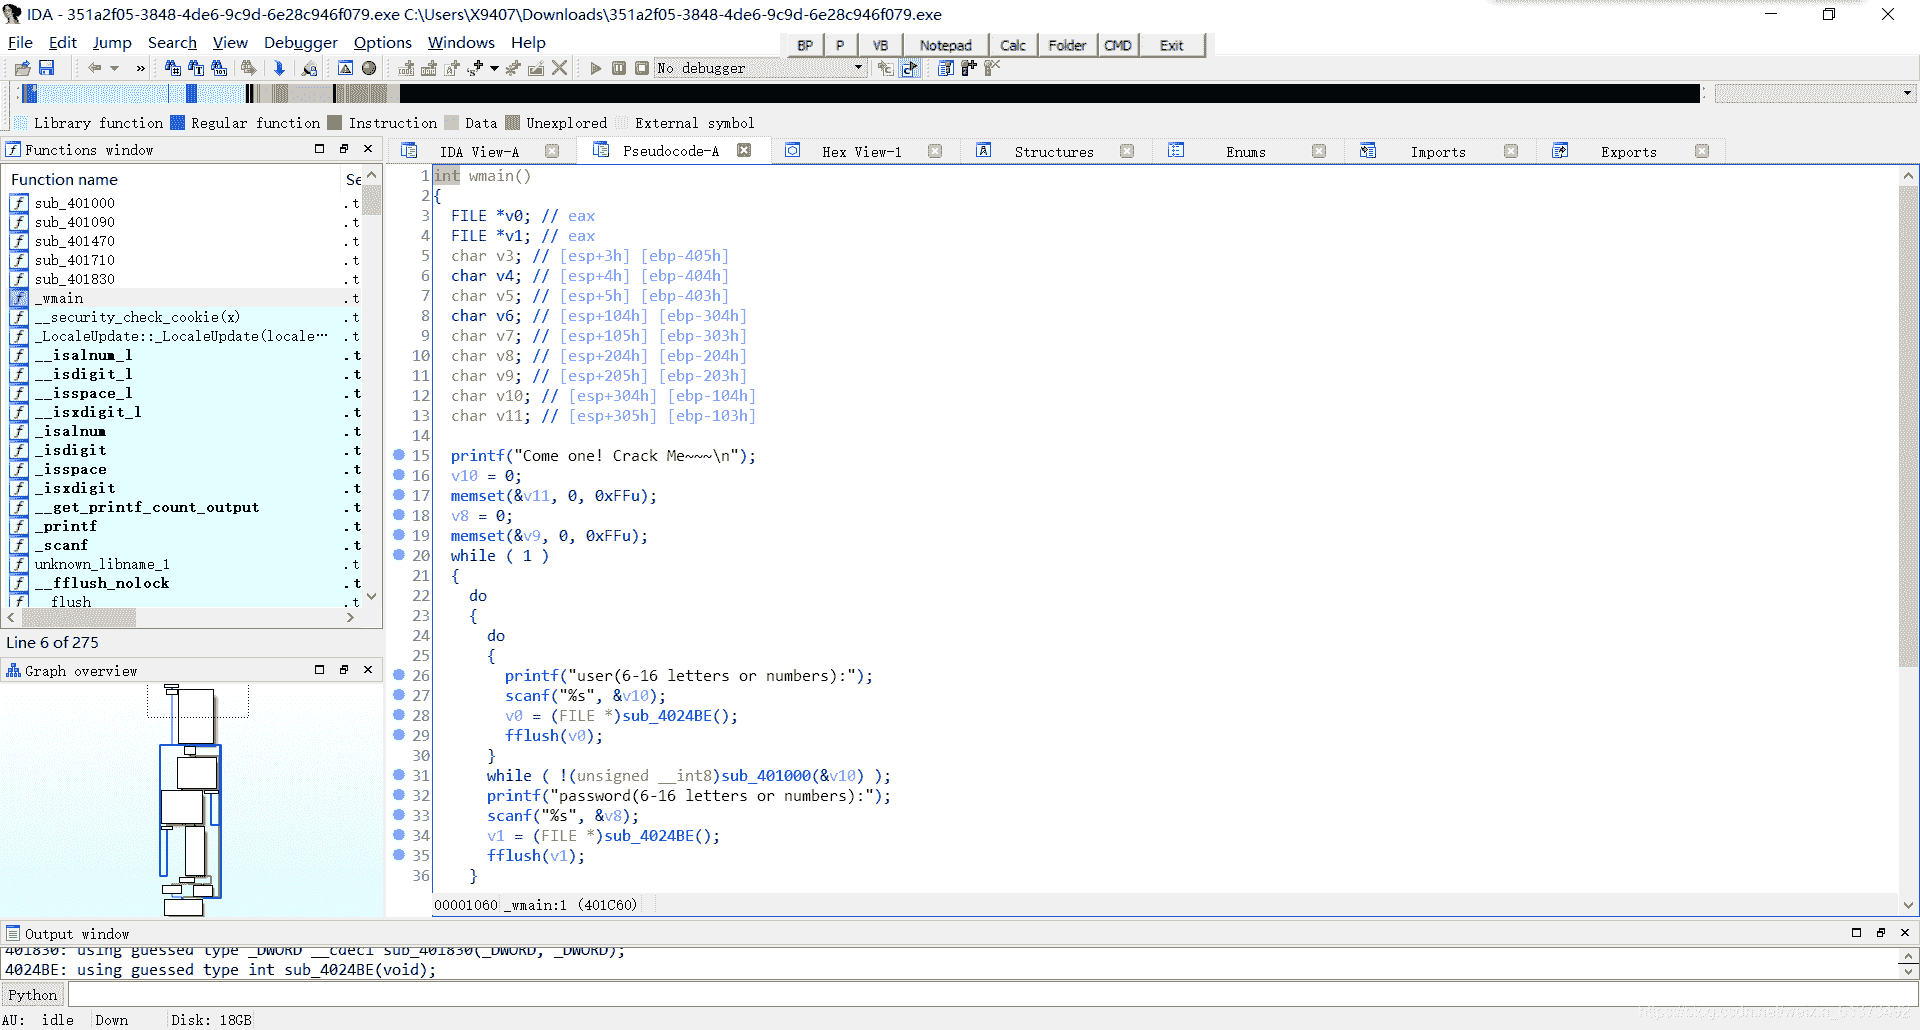 IDA - 351a2f05-3848-4de6-9c9d-6e28c946f079.exe C:\Users\X9407\Downloads\351a2f05-3848-4de6-9c9d-6e28c946f079.exe
File Edit Jump Search View Debugger Options Windows Help
BP P VB Notepad Calc Folder CMD Exit
No debugger
Library function Regular function Instruction Data Unexplored External symbol
Functions window
IDA View-A Pseudocode-A Hex View-1 Structures Enums Imports Exports
Function name Se
sub_401000 .t
sub_401090 .t
sub_401470 .t
sub_401710 .t
sub_401830 .t
_wmain .t
__security_check_cookie(x) .t
_LocaleUpdate::_LocaleUpdate(locale… .t
__isalnum_l .t
__isdigit_l .t
__isspace_l .t
__isxdigit_l .t
_isalnum .t
_isdigit .t
_isspace .t
_isxdigit .t
__get_printf_count_output .t
_printf .t
_scanf .t
unknown_libname_1 .t
__fflush_nolock .t
flush .t
Line 6 of 275
Graph overview
1 int wmain()
2 {
3 FILE *v0; // eax
4 FILE *v1; // eax
5 char v3; // [esp+3h] [ebp-405h]
6 char v4; // [esp+4h] [ebp-404h]
7 char v5; // [esp+5h] [ebp-403h]
8 char v6; // [esp+104h] [ebp-304h]
9 char v7; // [esp+105h] [ebp-303h]
10 char v8; // [esp+204h] [ebp-204h]
11 char v9; // [esp+205h] [ebp-203h]
12 char v10; // [esp+304h] [ebp-104h]
13 char v11; // [esp+305h] [ebp-103h]
14
15 printf("Come one! Crack Me~~~\n");
16 v10 = 0;
17 memset(&v11, 0, 0xFFu);
18 v8 = 0;
19 memset(&v9, 0, 0xFFu);
20 while ( 1 )
21 {
22 do
23 {
24 do
25 {
26 printf("user(6-16 letters or numbers):");
27 scanf("%s", &v10);
28 v0 = (FILE *)sub_4024BE();
29 fflush(v0);
30 }
31 while ( !(unsigned __int8)sub_401000(&v10) );
32 printf("password(6-16 letters or numbers):");
33 scanf("%s", &v8);
34 v1 = (FILE *)sub_4024BE();
35 fflush(v1);
36 }
00001060 _wmain:1 (401C60)
Output window
401830: using guessed type _DWORD __cdecl sub_401830(_DWORD, _DWORD);
4024BE: using guessed type int sub_4024BE(void);
Python
AU: idle Down Disk: 18GB